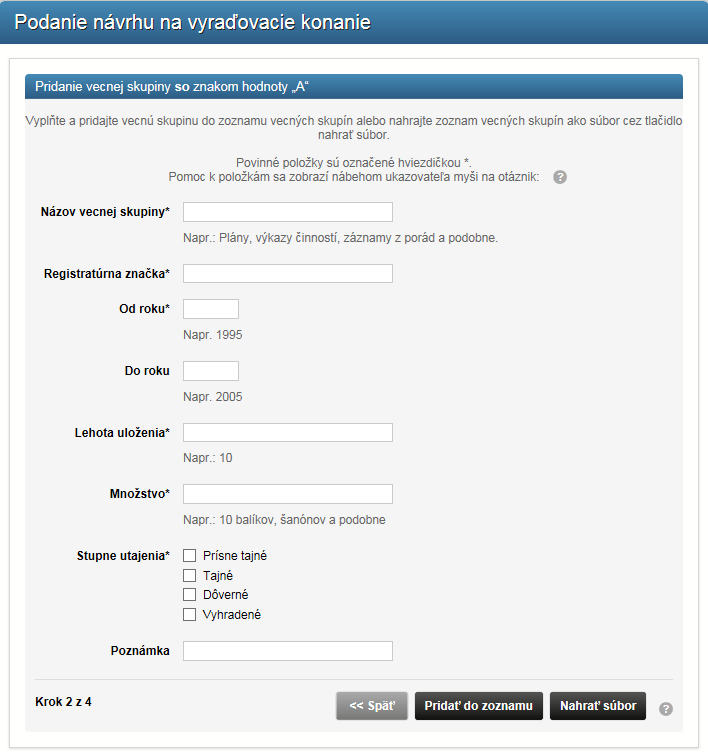 Podanie návrhu na vyraďovacie konanie
Pridanie vecnej skupiny so znakom hodnoty „A“
Vyplňte a pridajte vecnú skupinu do zoznamu vecných skupín alebo nahrajte zoznam vecných skupín ako súbor cez tlačidlo
nahrať súbor.
Povinné položky sú označené hviezdičkou *.
Pomoc k položkám sa zobrazí nábehom ukazovateľa myši na otáznik: ?
Názov vecnej skupiny*
Napr.: Plány, výkazy činností, záznamy z porád a podobne.
Registratúrna značka*
Od roku*
Napr. 1995
Do roku
Napr. 2005
Lehota uloženia*
Napr.: 10
Množstvo*
Napr.: 10 balíkov, šanónov a podobne
Stupne utajenia* Prísne tajné
Tajné
Dôverné
Vyhradené
Poznámka
Krok 2 z 4 << Späť Pridať do zoznamu Nahrať súbor ?